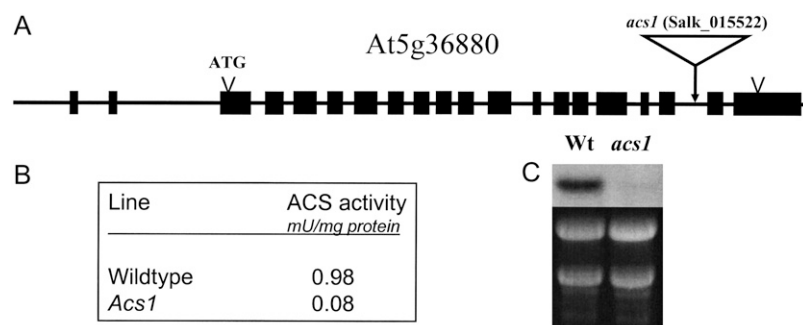 A
At5g36880
acs1 (Salk_015522)
ATG
V
V
B
Line ACS activity
mU/mg protein
Wildtype 0.98
Acs1 0.08
C
Wt acs1